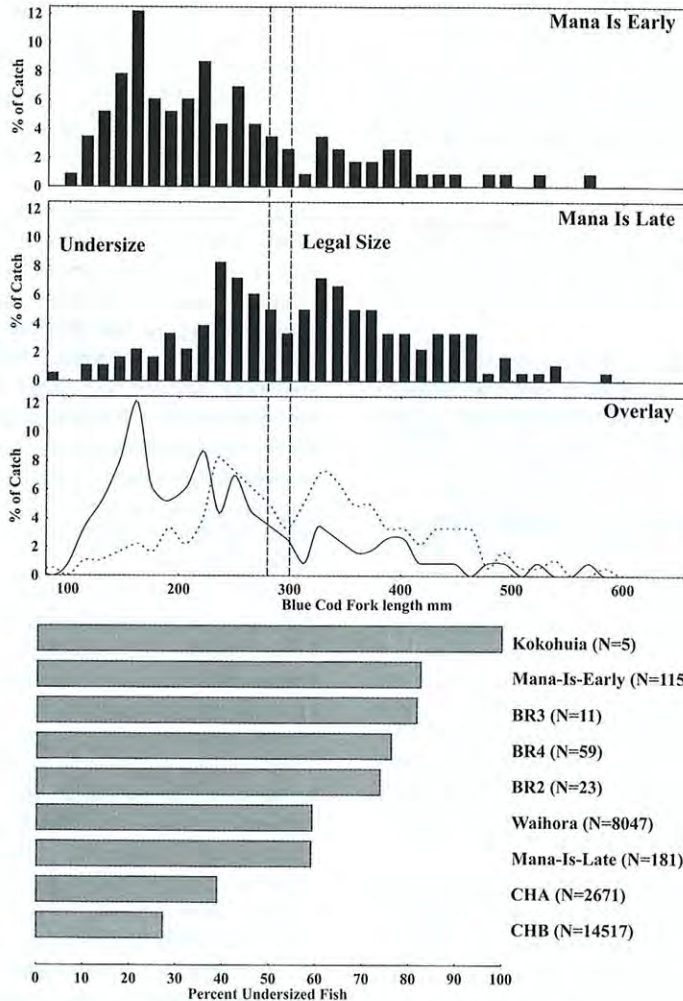 Mana Is Early
12
10
8
6
4
2
0
% of Catch
Mana Is Late
Undersize
Legal Size
12
10
8
6
4
2
0
% of Catch
Overlay
12
10
8
6
4
2
0
% of Catch
100 200 300 400 500 600
Blue Cod Fork length mm
Kokohuia (N=5)
Mana-Is-Early (N=115
BR3 (N=11)
BR4 (N=59)
BR2 (N=23)
Waihora (N=8047)
Mana-Is-Late (N=181)
CHA (N=2671)
CHB (N=14517)
0 10 20 30 40 50 60 70 80 90 100
Percent Undersized Fish